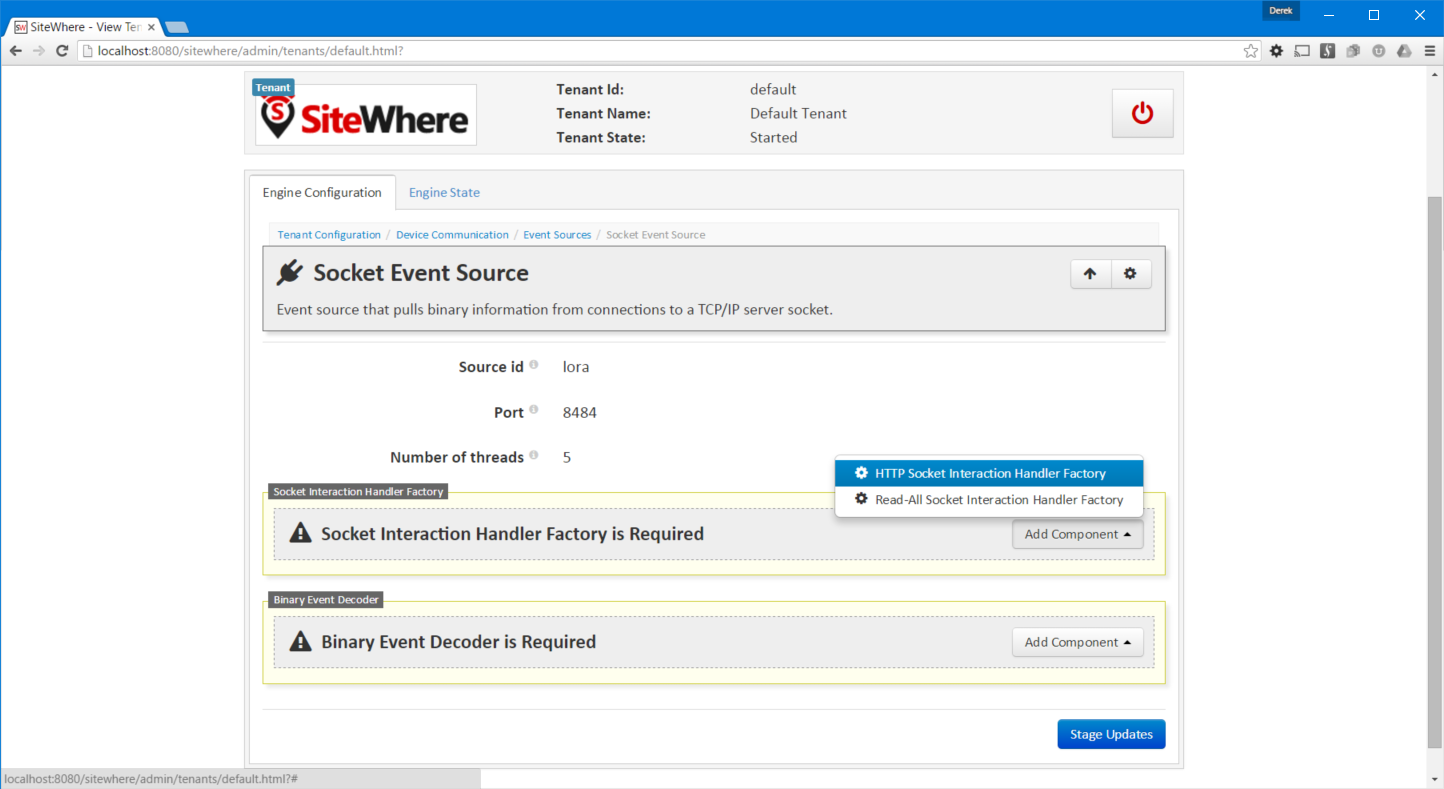 Derek
SiteWhere - View Ten
localhost:8080/sitewhere/admin/tenants/default.html?
Tenant
SiteWhere
Tenant Id: default
Tenant Name: Default Tenant
Tenant State: Started
Engine Configuration Engine State
Tenant Configuration / Device Communication / Event Sources / Socket Event Source
Socket Event Source
Event source that pulls binary information from connections to a TCP/IP server socket.
Source id lora
Port 8484
Number of threads 5
HTTP Socket Interaction Handler Factory
Read-All Socket Interaction Handler Factory
Socket Interaction Handler Factory
Socket Interaction Handler Factory is Required
Add Component
Binary Event Decoder
Binary Event Decoder is Required
Add Component
Stage Updates
localhost:8080/sitewhere/admin/tenants/default.html?#